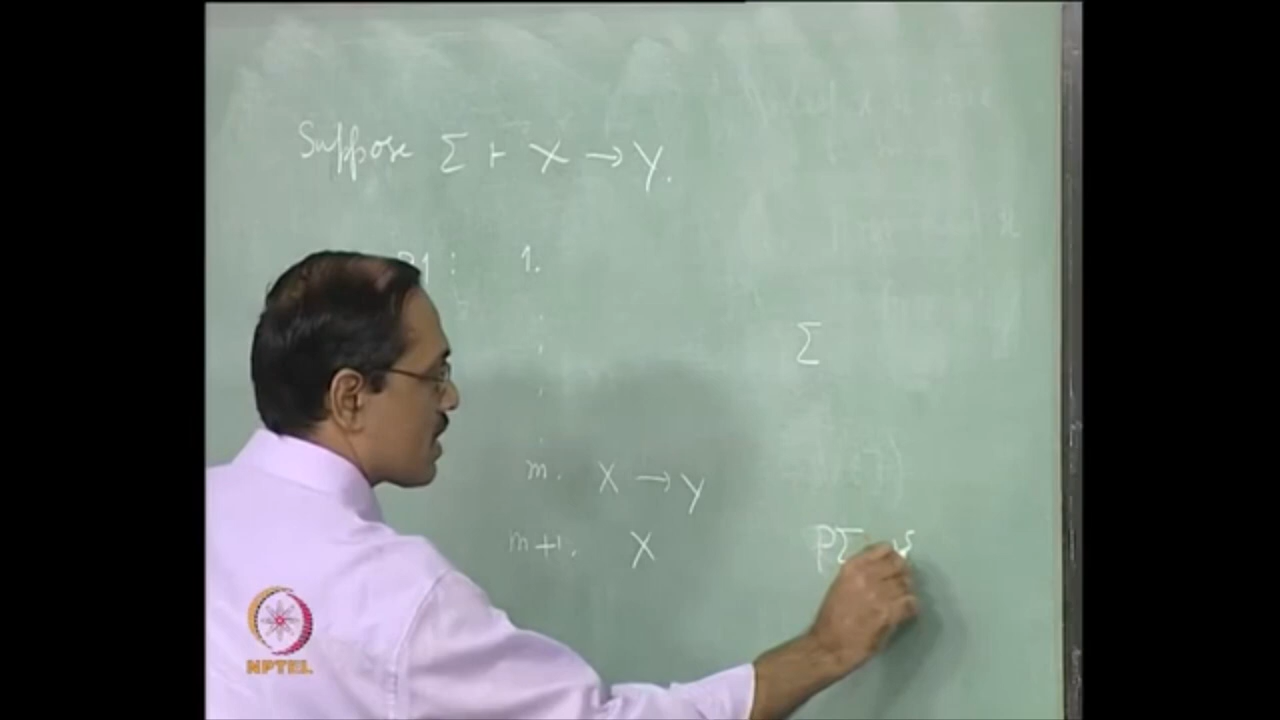 Suppose Σ ⊢ X → Y.
1.
Σ
m. X → Y
m+1. X
NPTEL